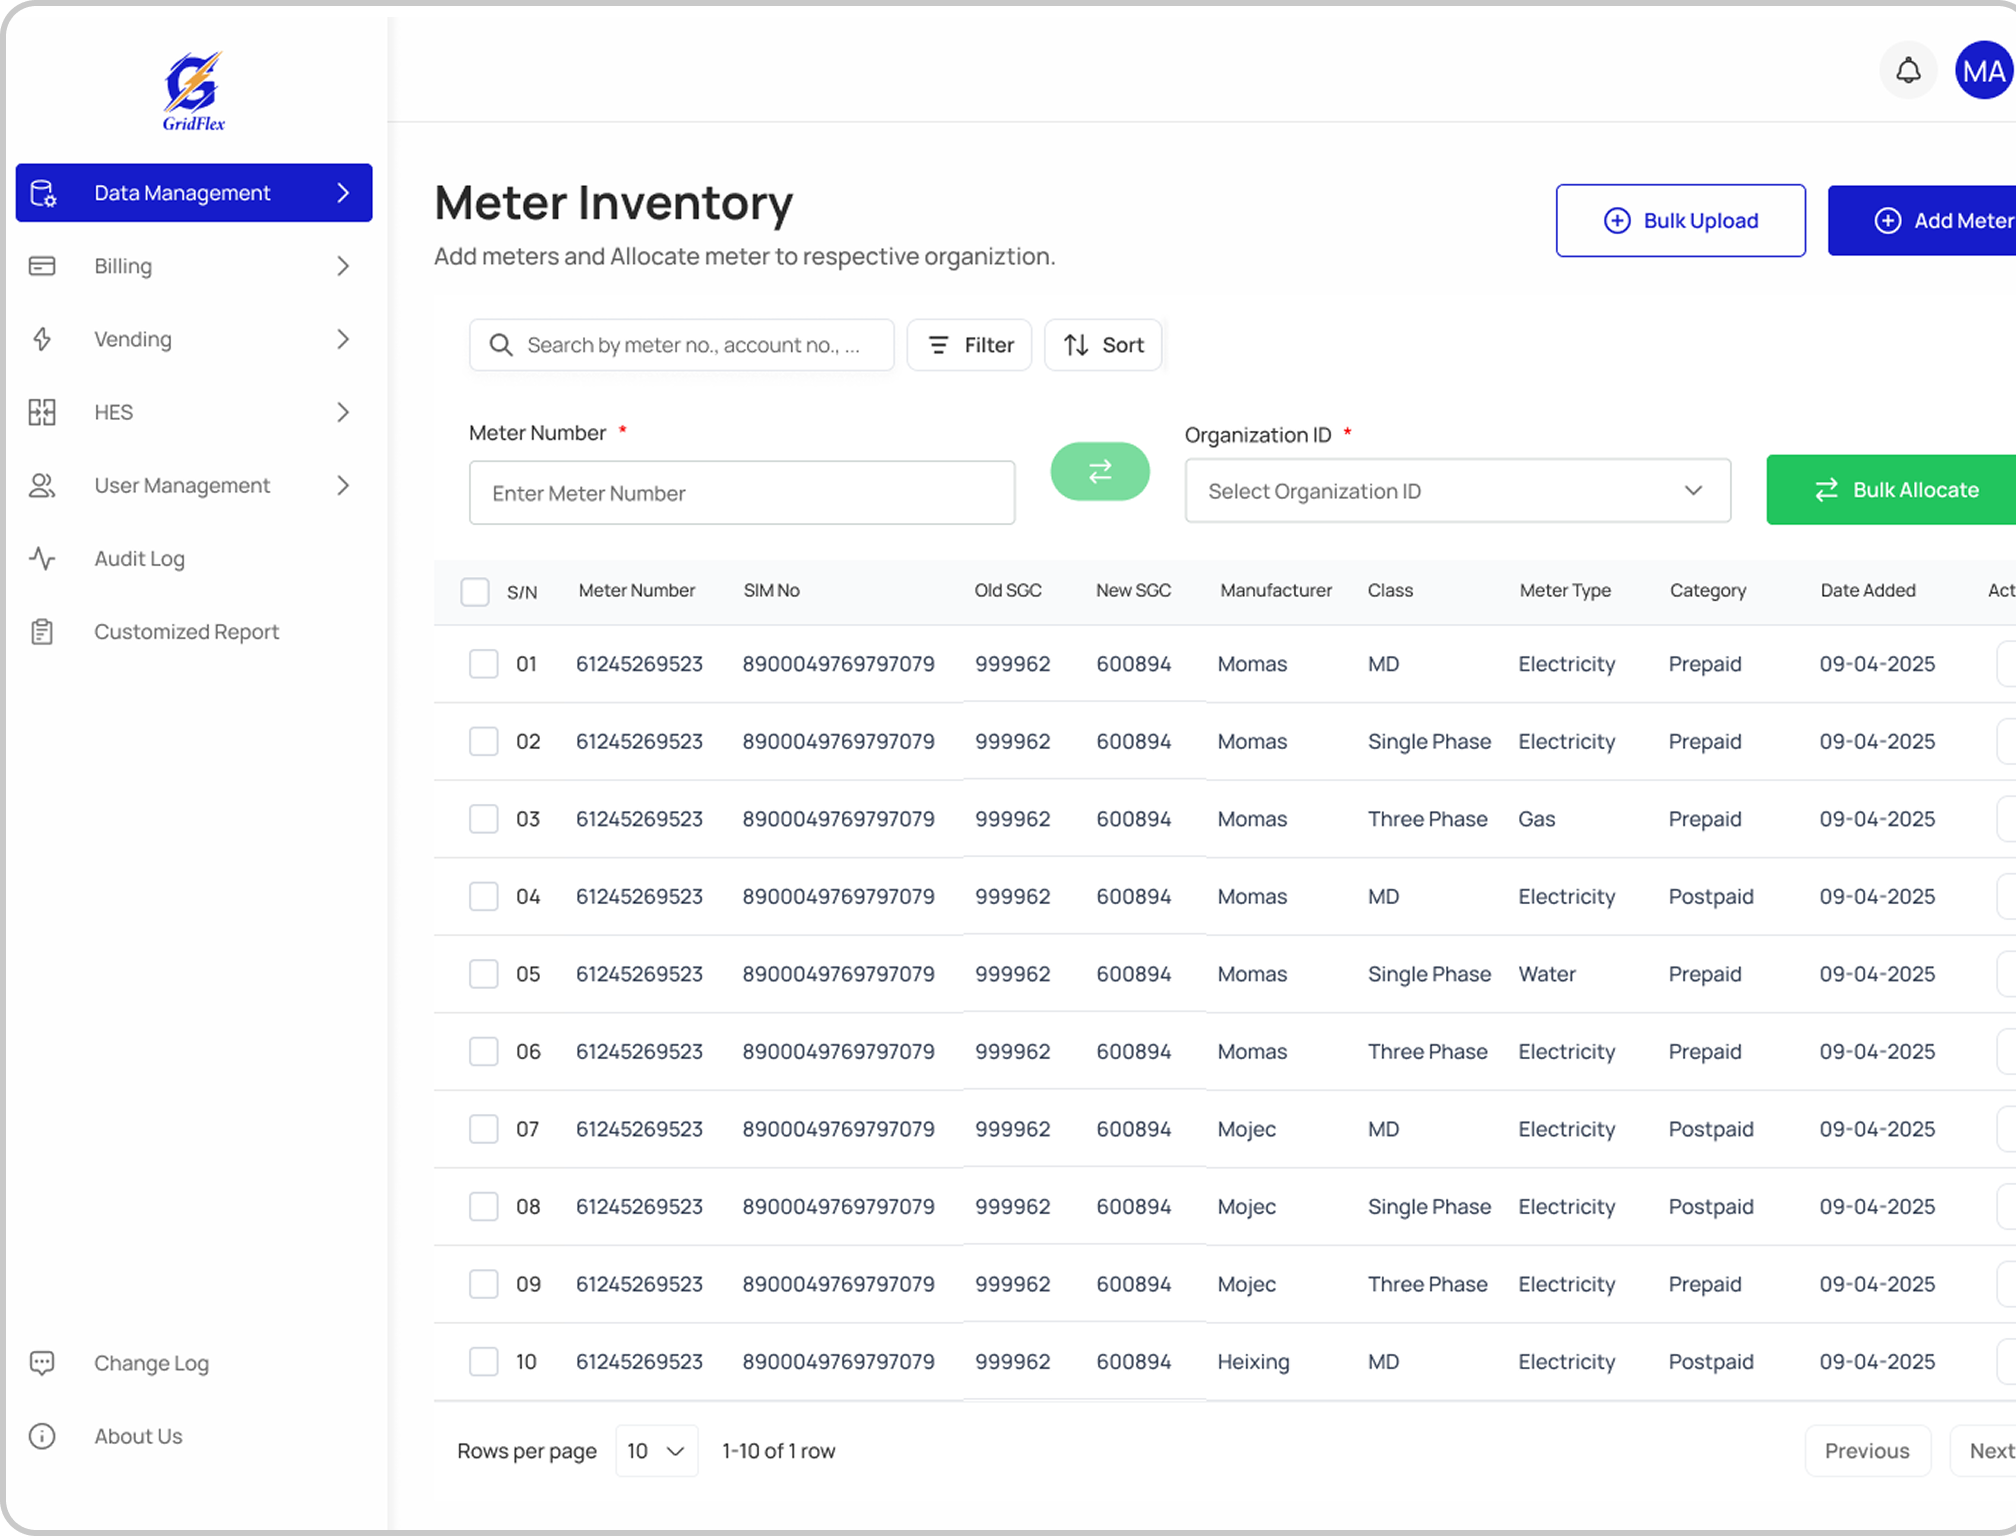 GridFlex
MA
Data Management
Billing
Vending
HES
User Management
Audit Log
Customized Report
Change Log
About Us
Meter Inventory
Add meters and Allocate meter to respective organiztion.
Bulk Upload
Add Meter
Search by meter no., account no., ...
Filter
Sort
Meter Number *
Enter Meter Number
Organization ID *
Select Organization ID
Bulk Allocate
S/N Meter Number SIM No Old SGC New SGC Manufacturer Class Meter Type Category Date Added Act
01 61245269523 8900049769797079 999962 600894 Momas MD Electricity Prepaid 09-04-2025
02 61245269523 8900049769797079 999962 600894 Momas Single Phase Electricity Prepaid 09-04-2025
03 61245269523 8900049769797079 999962 600894 Momas Three Phase Gas Prepaid 09-04-2025
04 61245269523 8900049769797079 999962 600894 Momas MD Electricity Postpaid 09-04-2025
05 61245269523 8900049769797079 999962 600894 Momas Single Phase Water Prepaid 09-04-2025
06 61245269523 8900049769797079 999962 600894 Momas Three Phase Electricity Prepaid 09-04-2025
07 61245269523 8900049769797079 999962 600894 Mojec MD Electricity Postpaid 09-04-2025
08 61245269523 8900049769797079 999962 600894 Mojec Single Phase Electricity Postpaid 09-04-2025
09 61245269523 8900049769797079 999962 600894 Mojec Three Phase Electricity Prepaid 09-04-2025
10 61245269523 8900049769797079 999962 600894 Heixing MD Electricity Postpaid 09-04-2025
Rows per page 10 1-10 of 1 row
Previous Next